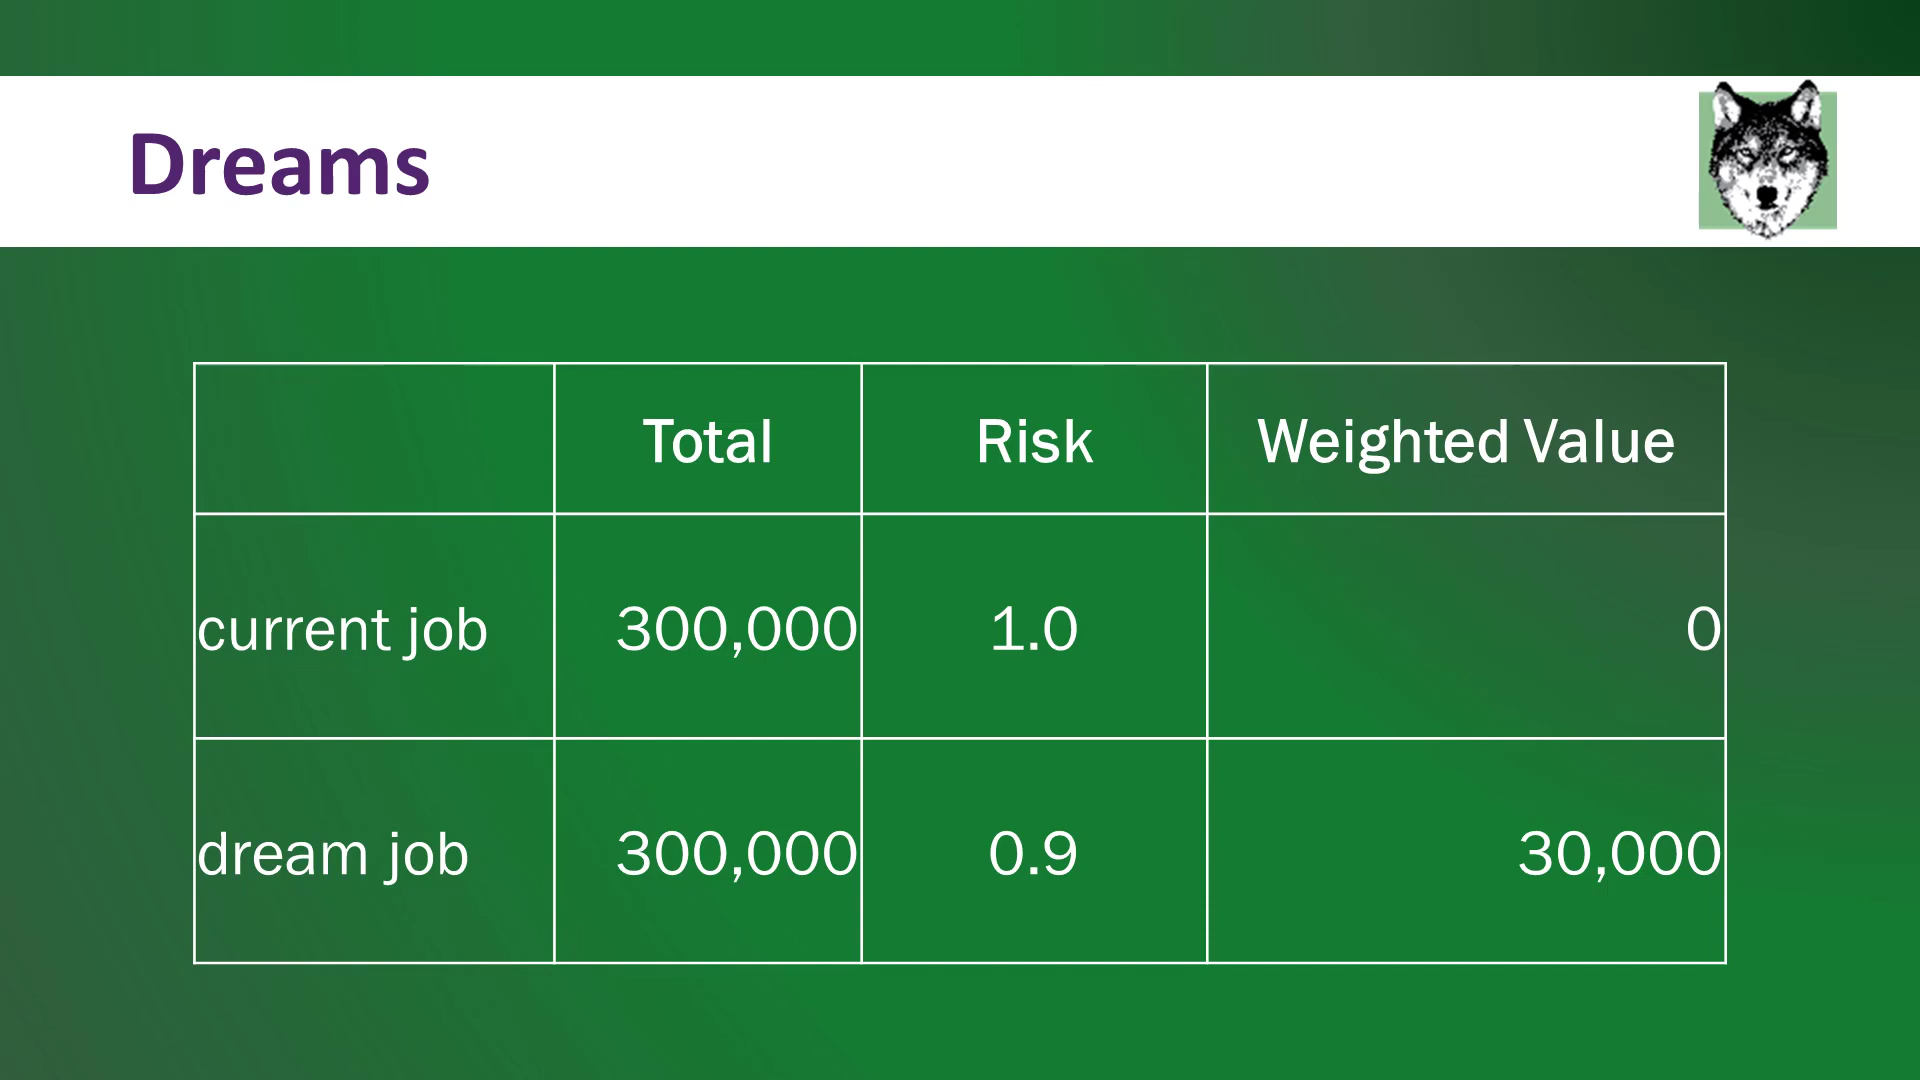 Dreams
Total Risk Weighted Value
current job 300,000 1.0 0
dream job 300,000 0.9 30,000